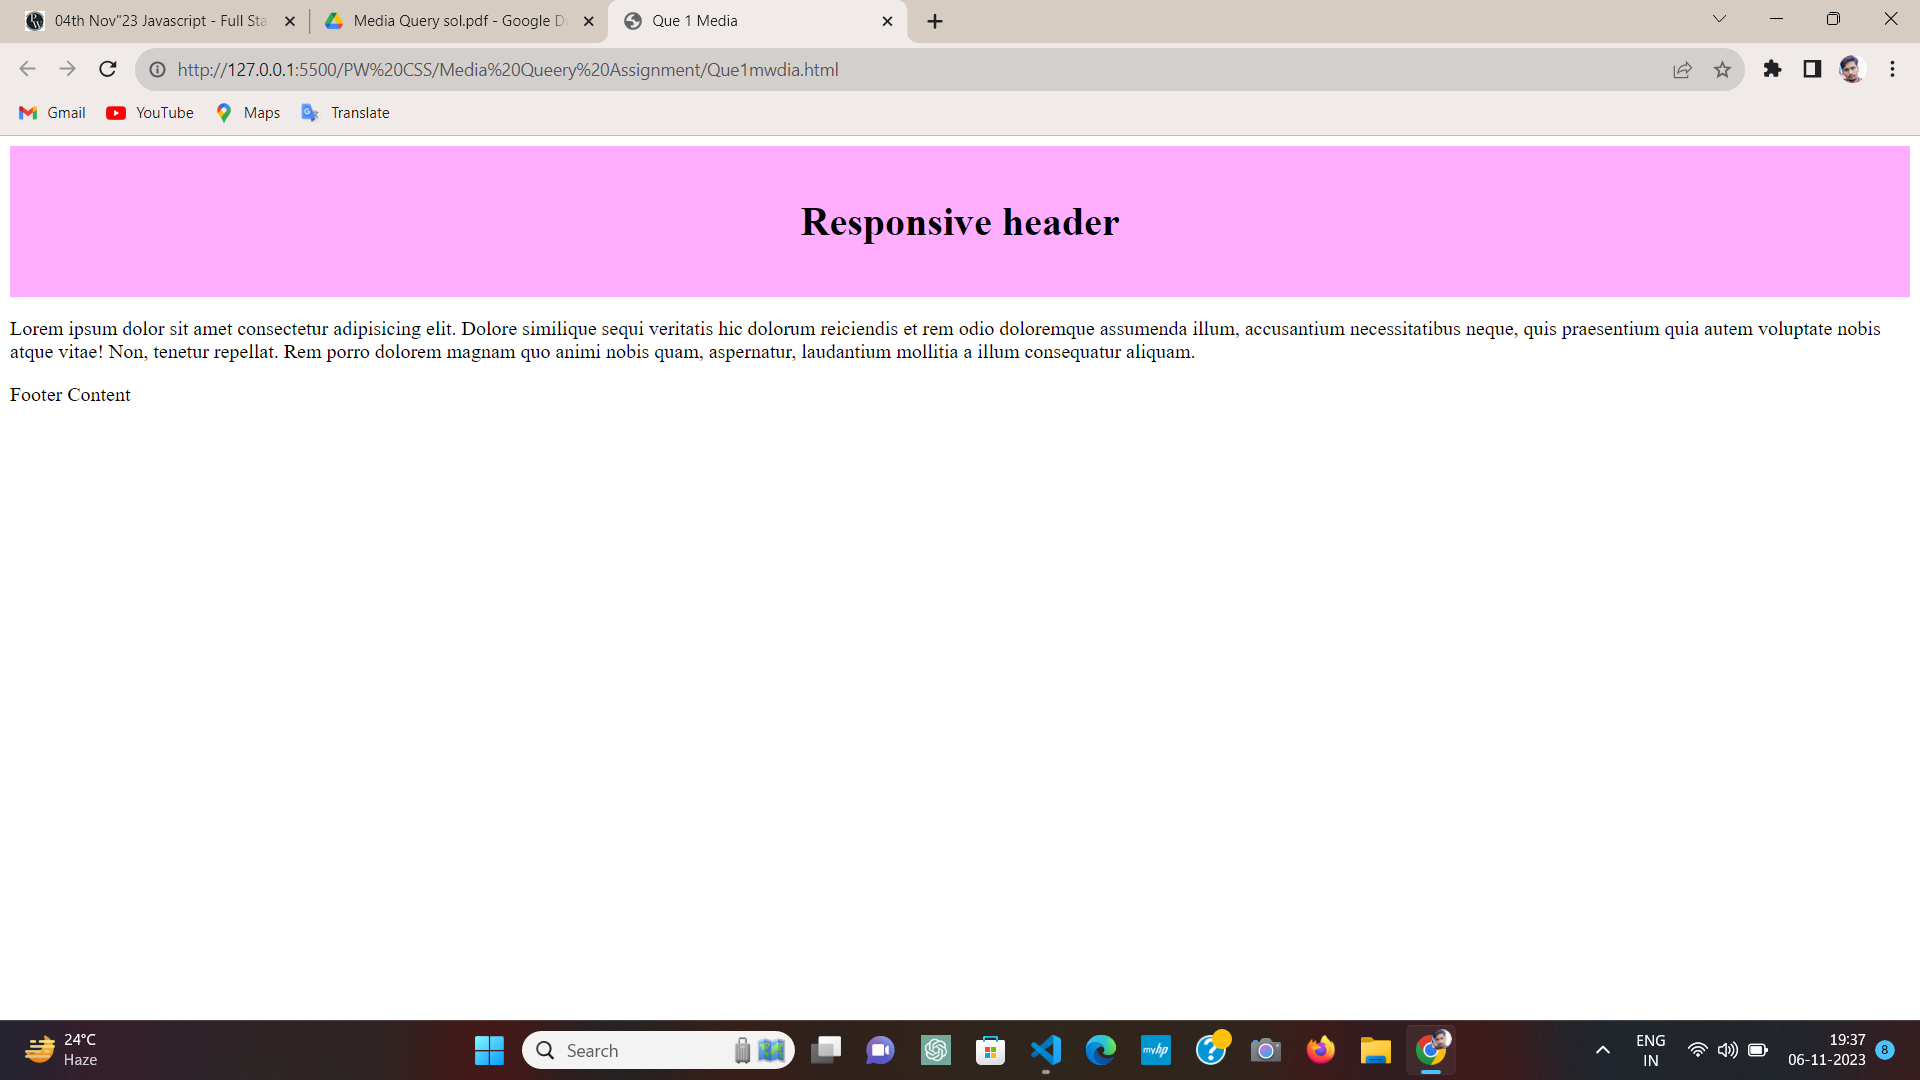 04th Nov"23 Javascript - Full Sta
Media Query sol.pdf - Google D
Que 1 Media
http://127.0.0.1:5500/PW%20CSS/Media%20Queery%20Assignment/Que1mwdia.html
Gmail
YouTube
Maps
Translate
Responsive header
Lorem ipsum dolor sit amet consectetur adipisicing elit. Dolore similique sequi veritatis hic dolorum reiciendis et rem odio doloremque assumenda illum, accusantium necessitatibus neque, quis praesentium quia autem voluptate nobis
atque vitae! Non, tenetur repellat. Rem porro dolorem magnam quo animi nobis quam, aspernatur, laudantium mollitia a illum consequatur aliquam.
Footer Content
24°C
Haze
Search
myhp
ENG
IN
19:37
06-11-2023
8